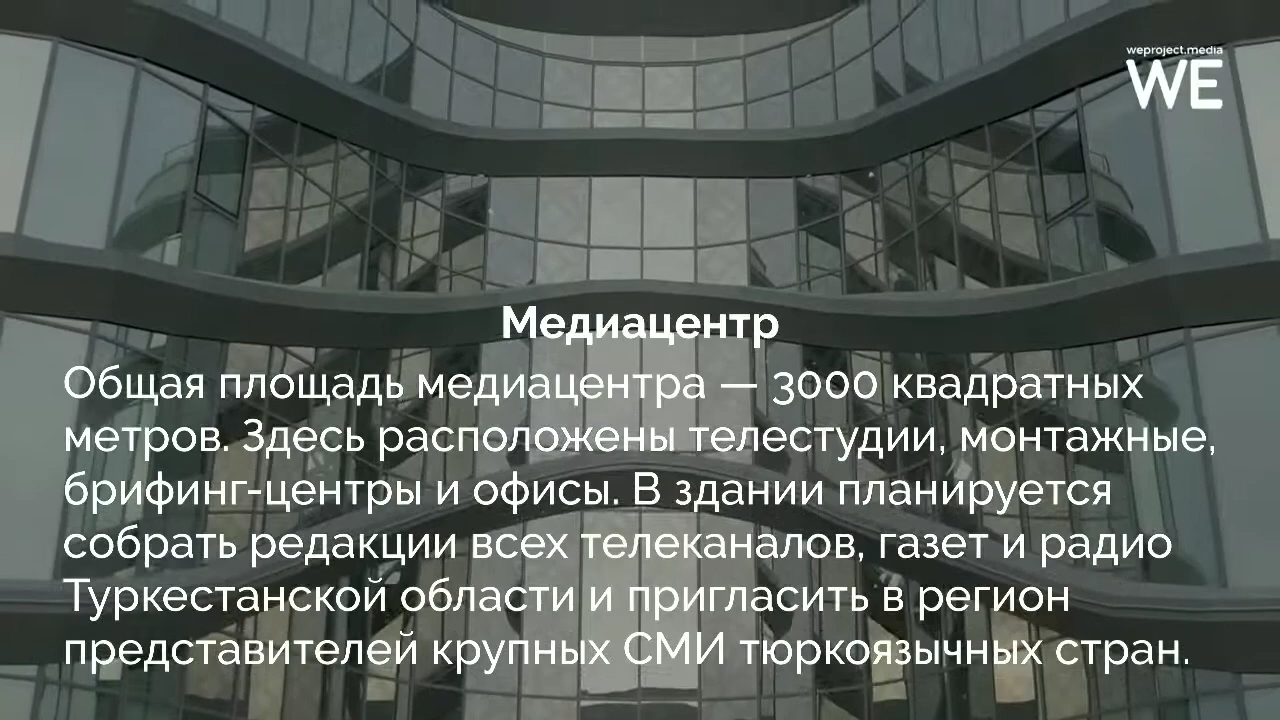 weproject.media
WE
Медиацентр
Общая площадь медиацентра — 3000 квадратных
метров. Здесь расположены телестудии, монтажные,
брифинг-центры и офисы. В здании планируется
собрать редакции всех телеканалов, газет и радио
Туркестанской области и пригласить в регион
представителей крупных СМИ тюркоязычных стран.